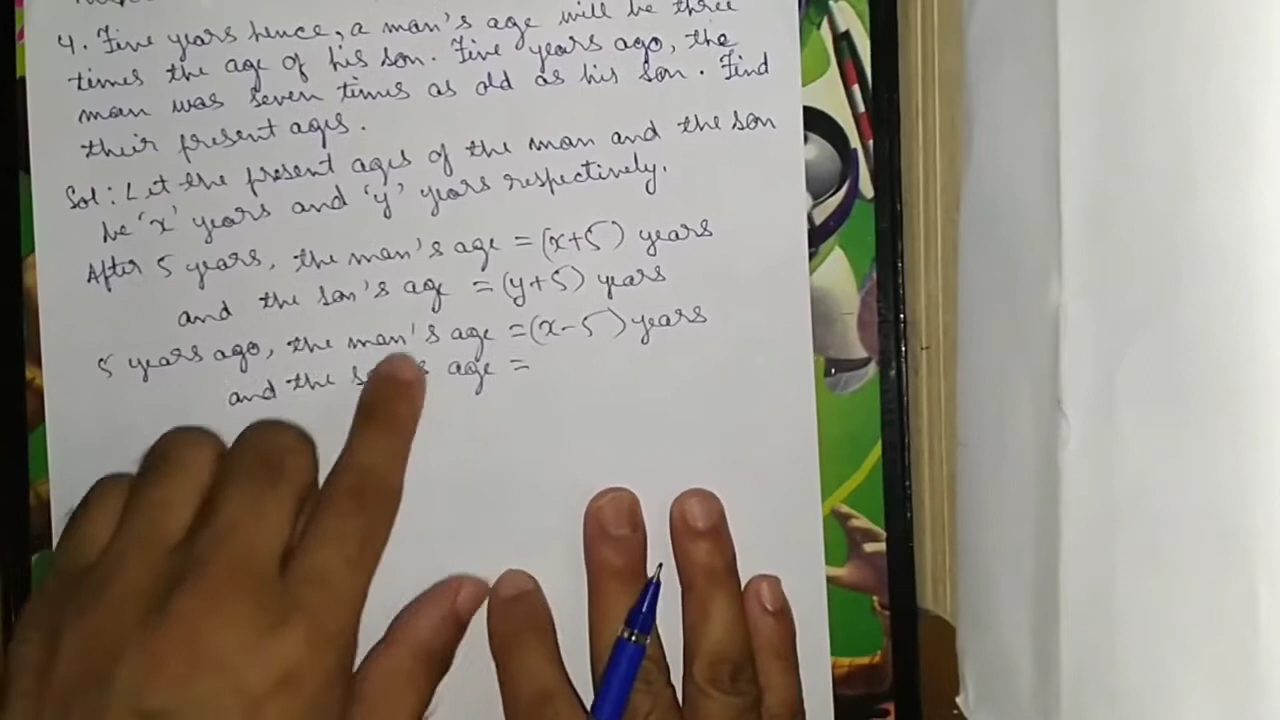 4. Five years hence, a man's age will be three
times the age of his son. Five years ago, the
man was seven times as old as his son. Find
their present ages.
Sol: Let the present ages of the man and the son
be 'x' years and 'y' years respectively.
After 5 years, the man's age = (x+5) years
and the son's age = (y+5) years
5 years ago, the man's age = (x-5) years
and the age =